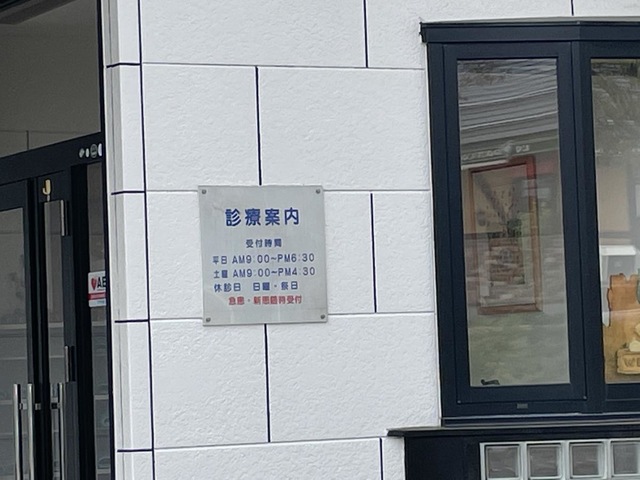 診療案内
受付時間
平日 AM9:00～PM6:30
土曜 AM9:00～PM4:30
休診日 日曜・祭日
急患・新患随時受付